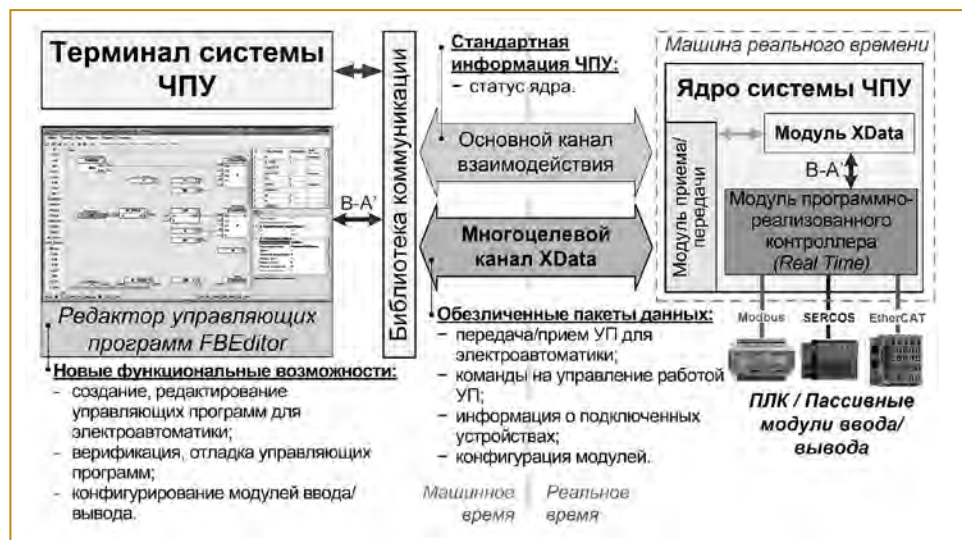 Терминал системы
ЧПУ
Редактор управляющих
программ FBEditor
Новые функциональные возможности:
- создание, редактирование
управляющих программ для
электроавтоматики;
- верификация, отладка управляющих
программ;
- конфигурирование модулей ввода/
вывода.
B-A'
Библиотека коммуникации
Стандартная
информация ЧПУ:
− статус ядра.
Основной канал
взаимодействия
Многоцелевой
канал XData
Обезличенные пакеты данных:
− передача/прием УП для
электроавтоматики;
− команды на управление работой
УП;
− информация о подключенных
устройствах;
− конфигурация модулей.
Машинное
время
Реальное
время
Машина реального времени
Ядро системы ЧПУ
Модуль приема/
передачи
Модуль XData
B-A'
Модуль программно-
реализованного
контроллера
(Real Time)
Modbus
SERCOS
EtherCAT
ПЛК / Пассивные
модули ввода/
вывода